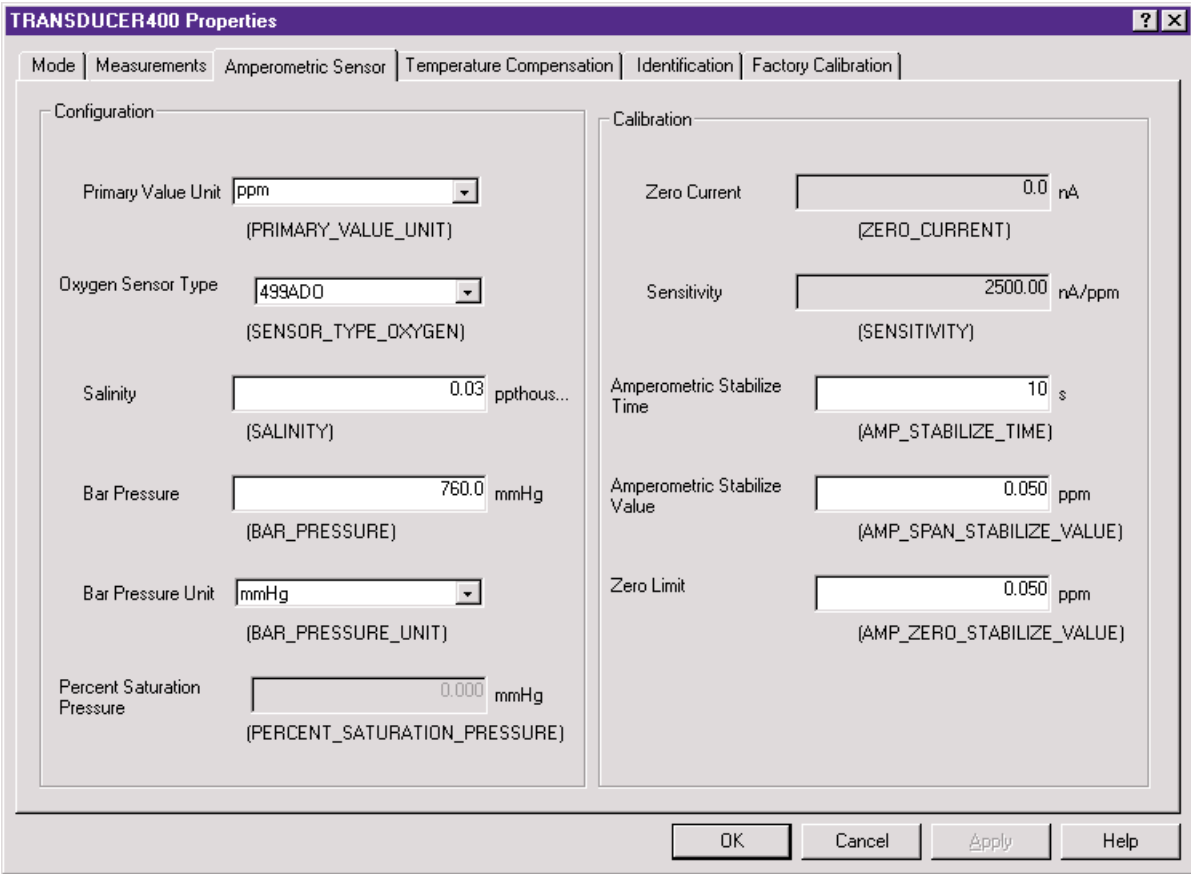 TRANSDUCER400 Properties
Mode
Measurements
Amperometric Sensor
Temperature Compensation
Identification
Factory Calibration
Configuration
Primary Value Unit
ppm
(PRIMARY_VALUE_UNIT)
Oxygen Sensor Type
499ADO
(SENSOR_TYPE_OXYGEN)
Salinity
0.03 ppthous...
(SALINITY)
Bar Pressure
760.0 mmHg
(BAR_PRESSURE)
Bar Pressure Unit
mmHg
(BAR_PRESSURE_UNIT)
Percent Saturation
Pressure
0.000 mmHg
(PERCENT_SATURATION_PRESSURE)
Calibration
Zero Current
0.0 nA
(ZERO_CURRENT)
Sensitivity
2500.00 nA/ppm
(SENSITIVITY)
Amperometric Stabilize
Time
10 s
(AMP_STABILIZE_TIME)
Amperometric Stabilize
Value
0.050 ppm
(AMP_SPAN_STABILIZE_VALUE)
Zero Limit
0.050 ppm
(AMP_ZERO_STABILIZE_VALUE)
OK
Cancel
Apply
Help